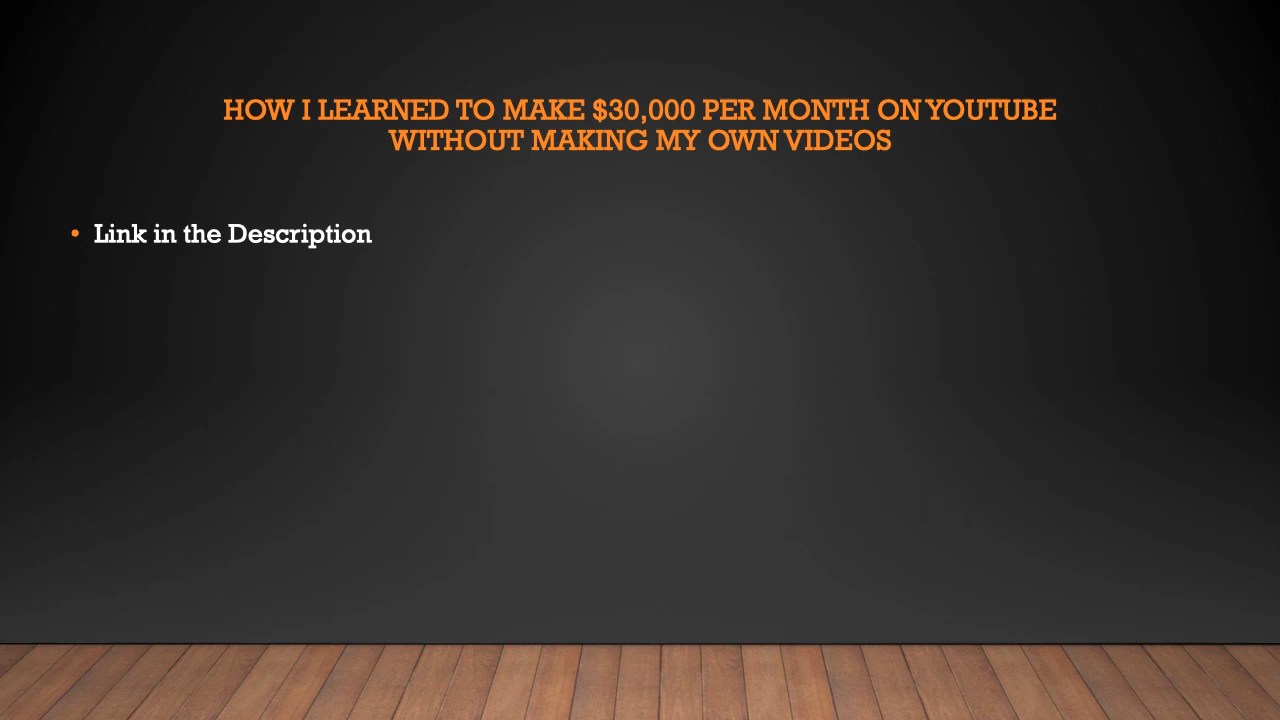 HOW I LEARNED TO MAKE $30,000 PER MONTH ON YOUTUBE
WITHOUT MAKING MY OWN VIDEOS
• Link in the Description